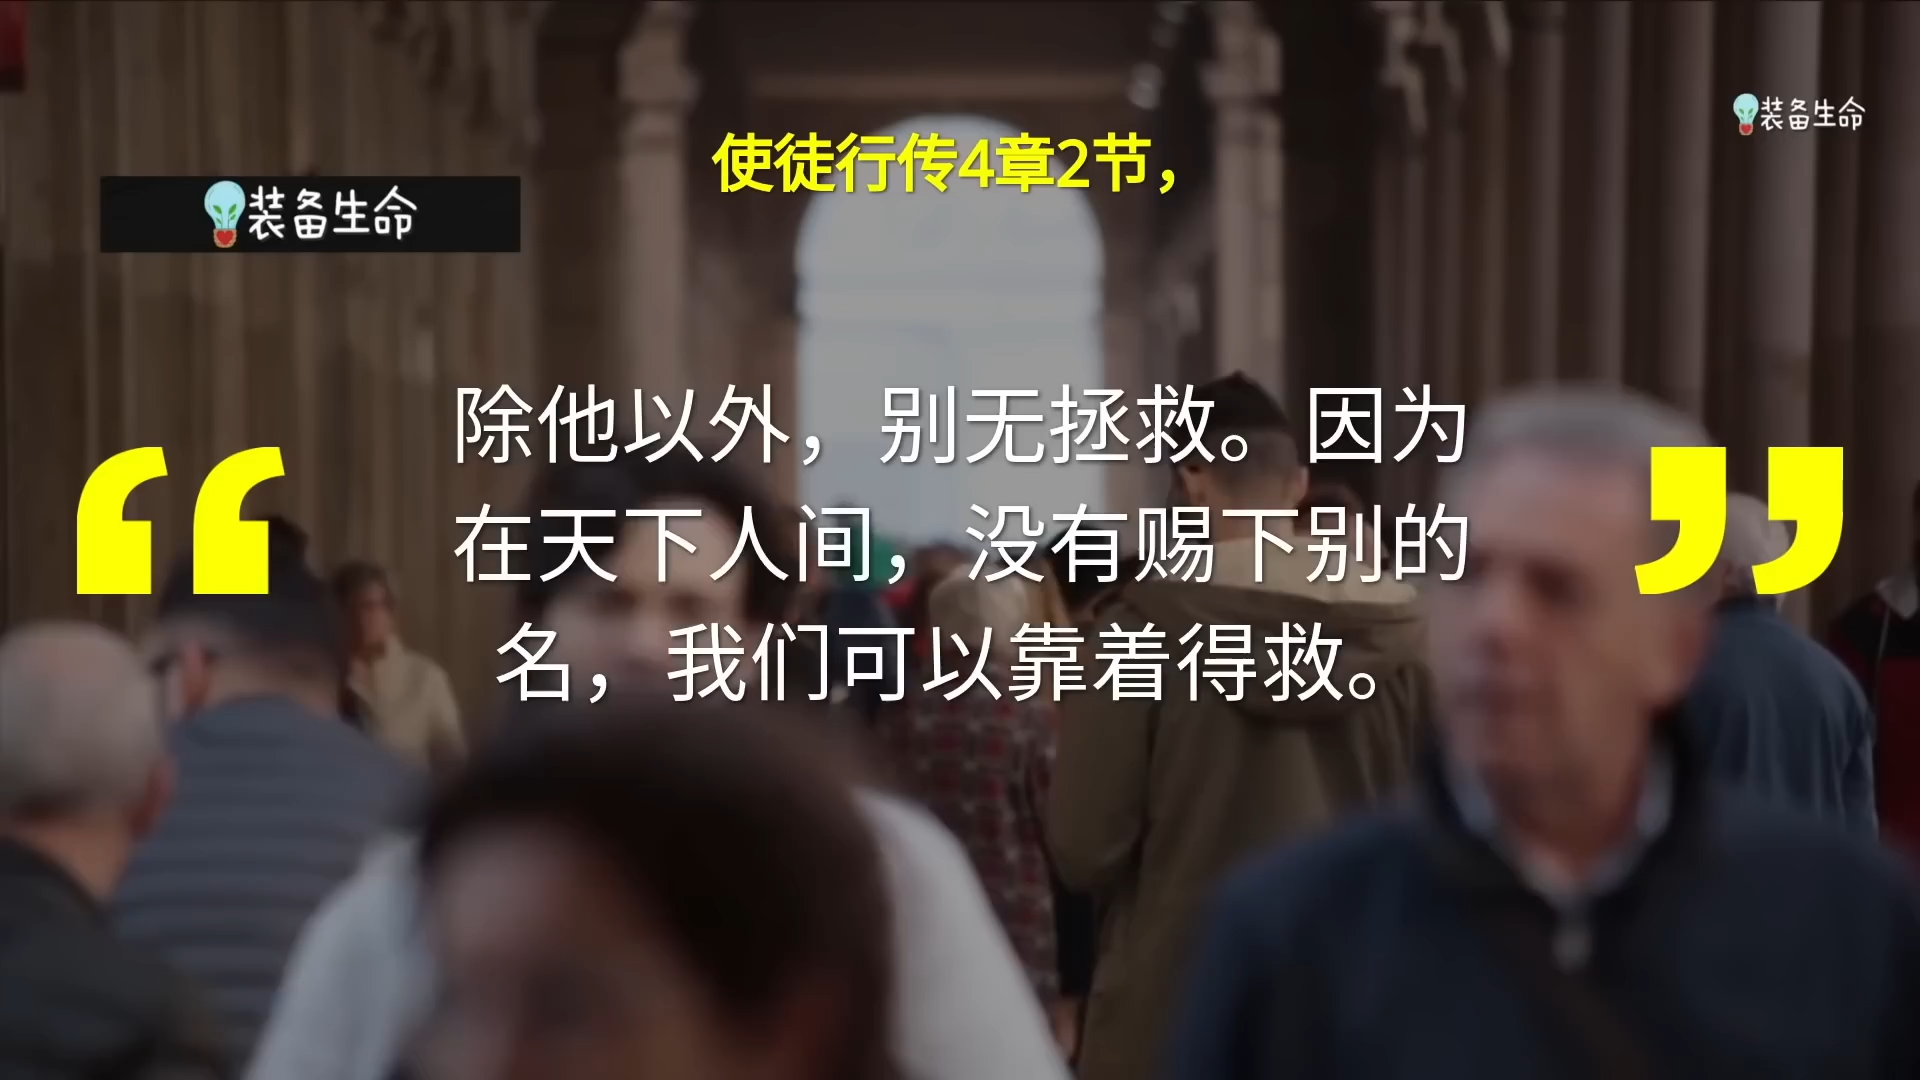 装备生命
使徒行传4章2节，
装备生命
除他以外，别无拯救。因为
在天下人间，没有赐下别的
名，我们可以靠着得救。